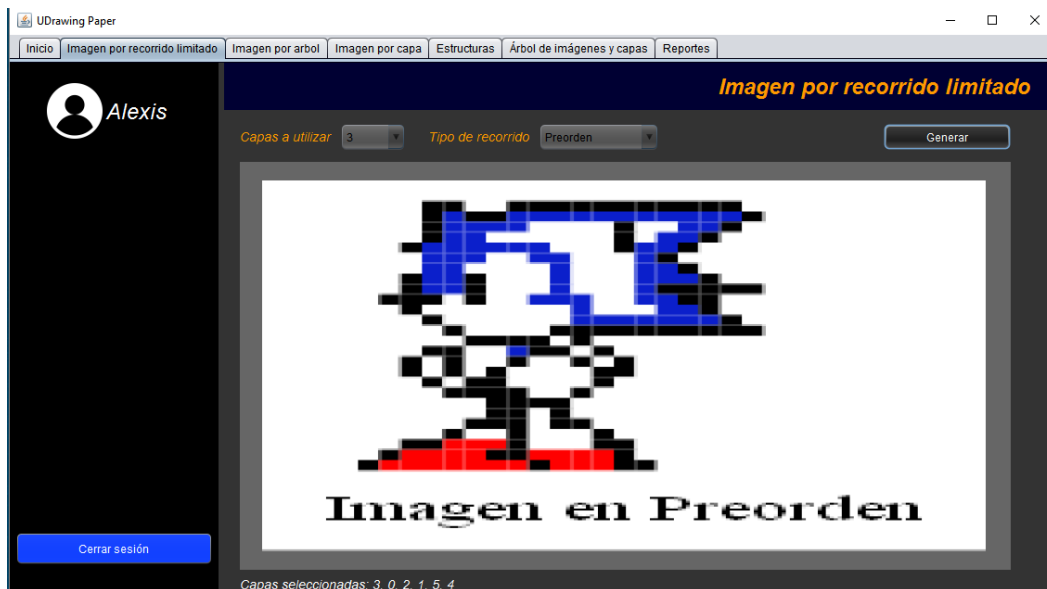 UDrawing Paper
Inicio Imagen por recorrido limitado Imagen por arbol Imagen por capa Estructuras Árbol de imágenes y capas Reportes
Imagen por recorrido limitado
Alexis
Capas a utilizar 3 Tipo de recorrido Preorden Generar
Imagen en Preorden
Cerrar sesión
Capas seleccionadas: 3, 0, 2, 1, 5, 4